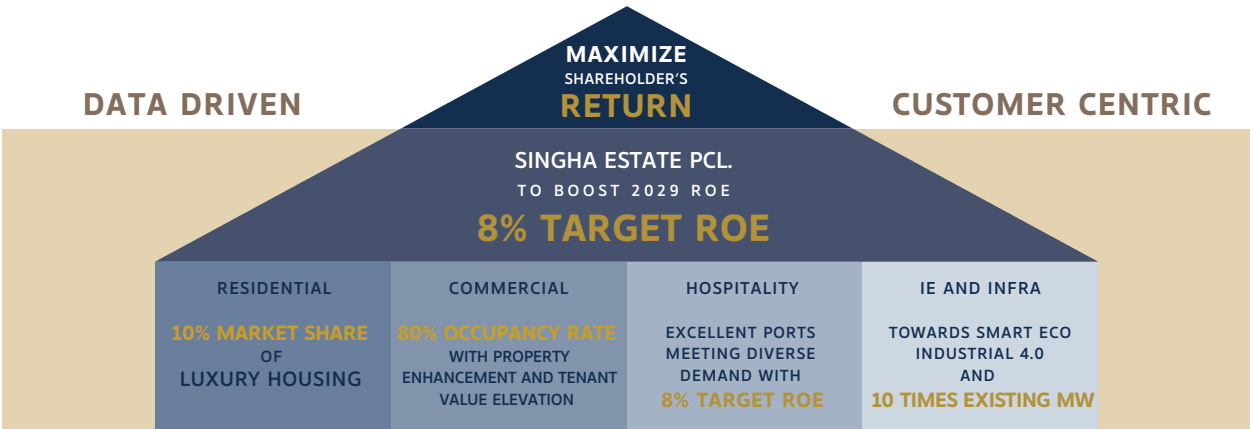 MAXIMIZE
SHAREHOLDER'S
RETURN
DATA DRIVEN
CUSTOMER CENTRIC
SINGHA ESTATE PCL.
TO BOOST 2029 ROE
8% TARGET ROE
RESIDENTIAL
10% MARKET SHARE
OF
LUXURY HOUSING
COMMERCIAL
80% OCCUPANCY RATE
WITH PROPERTY
ENHANCEMENT AND TENANT
VALUE ELEVATION
HOSPITALITY
EXCELLENT PORTS
MEETING DIVERSE
DEMAND WITH
8% TARGET ROE
IE AND INFRA
TOWARDS SMART ECO
INDUSTRIAL 4.0
AND
10 TIMES EXISTING MW